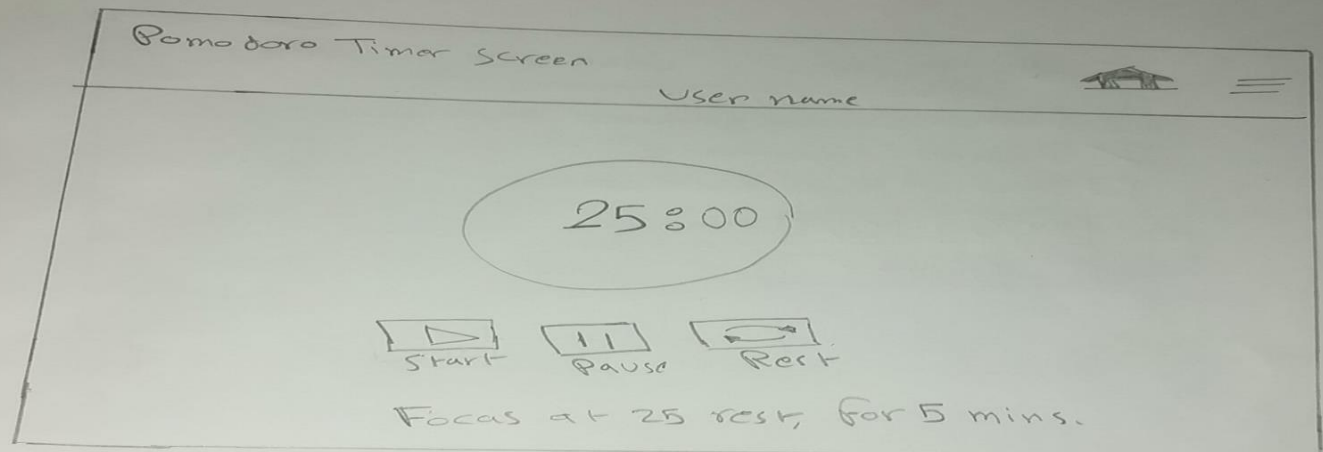 Pomodoro Timer Screen
User name
25:00
Start Pause Rest
Focas at 25 rest, for 5 mins.